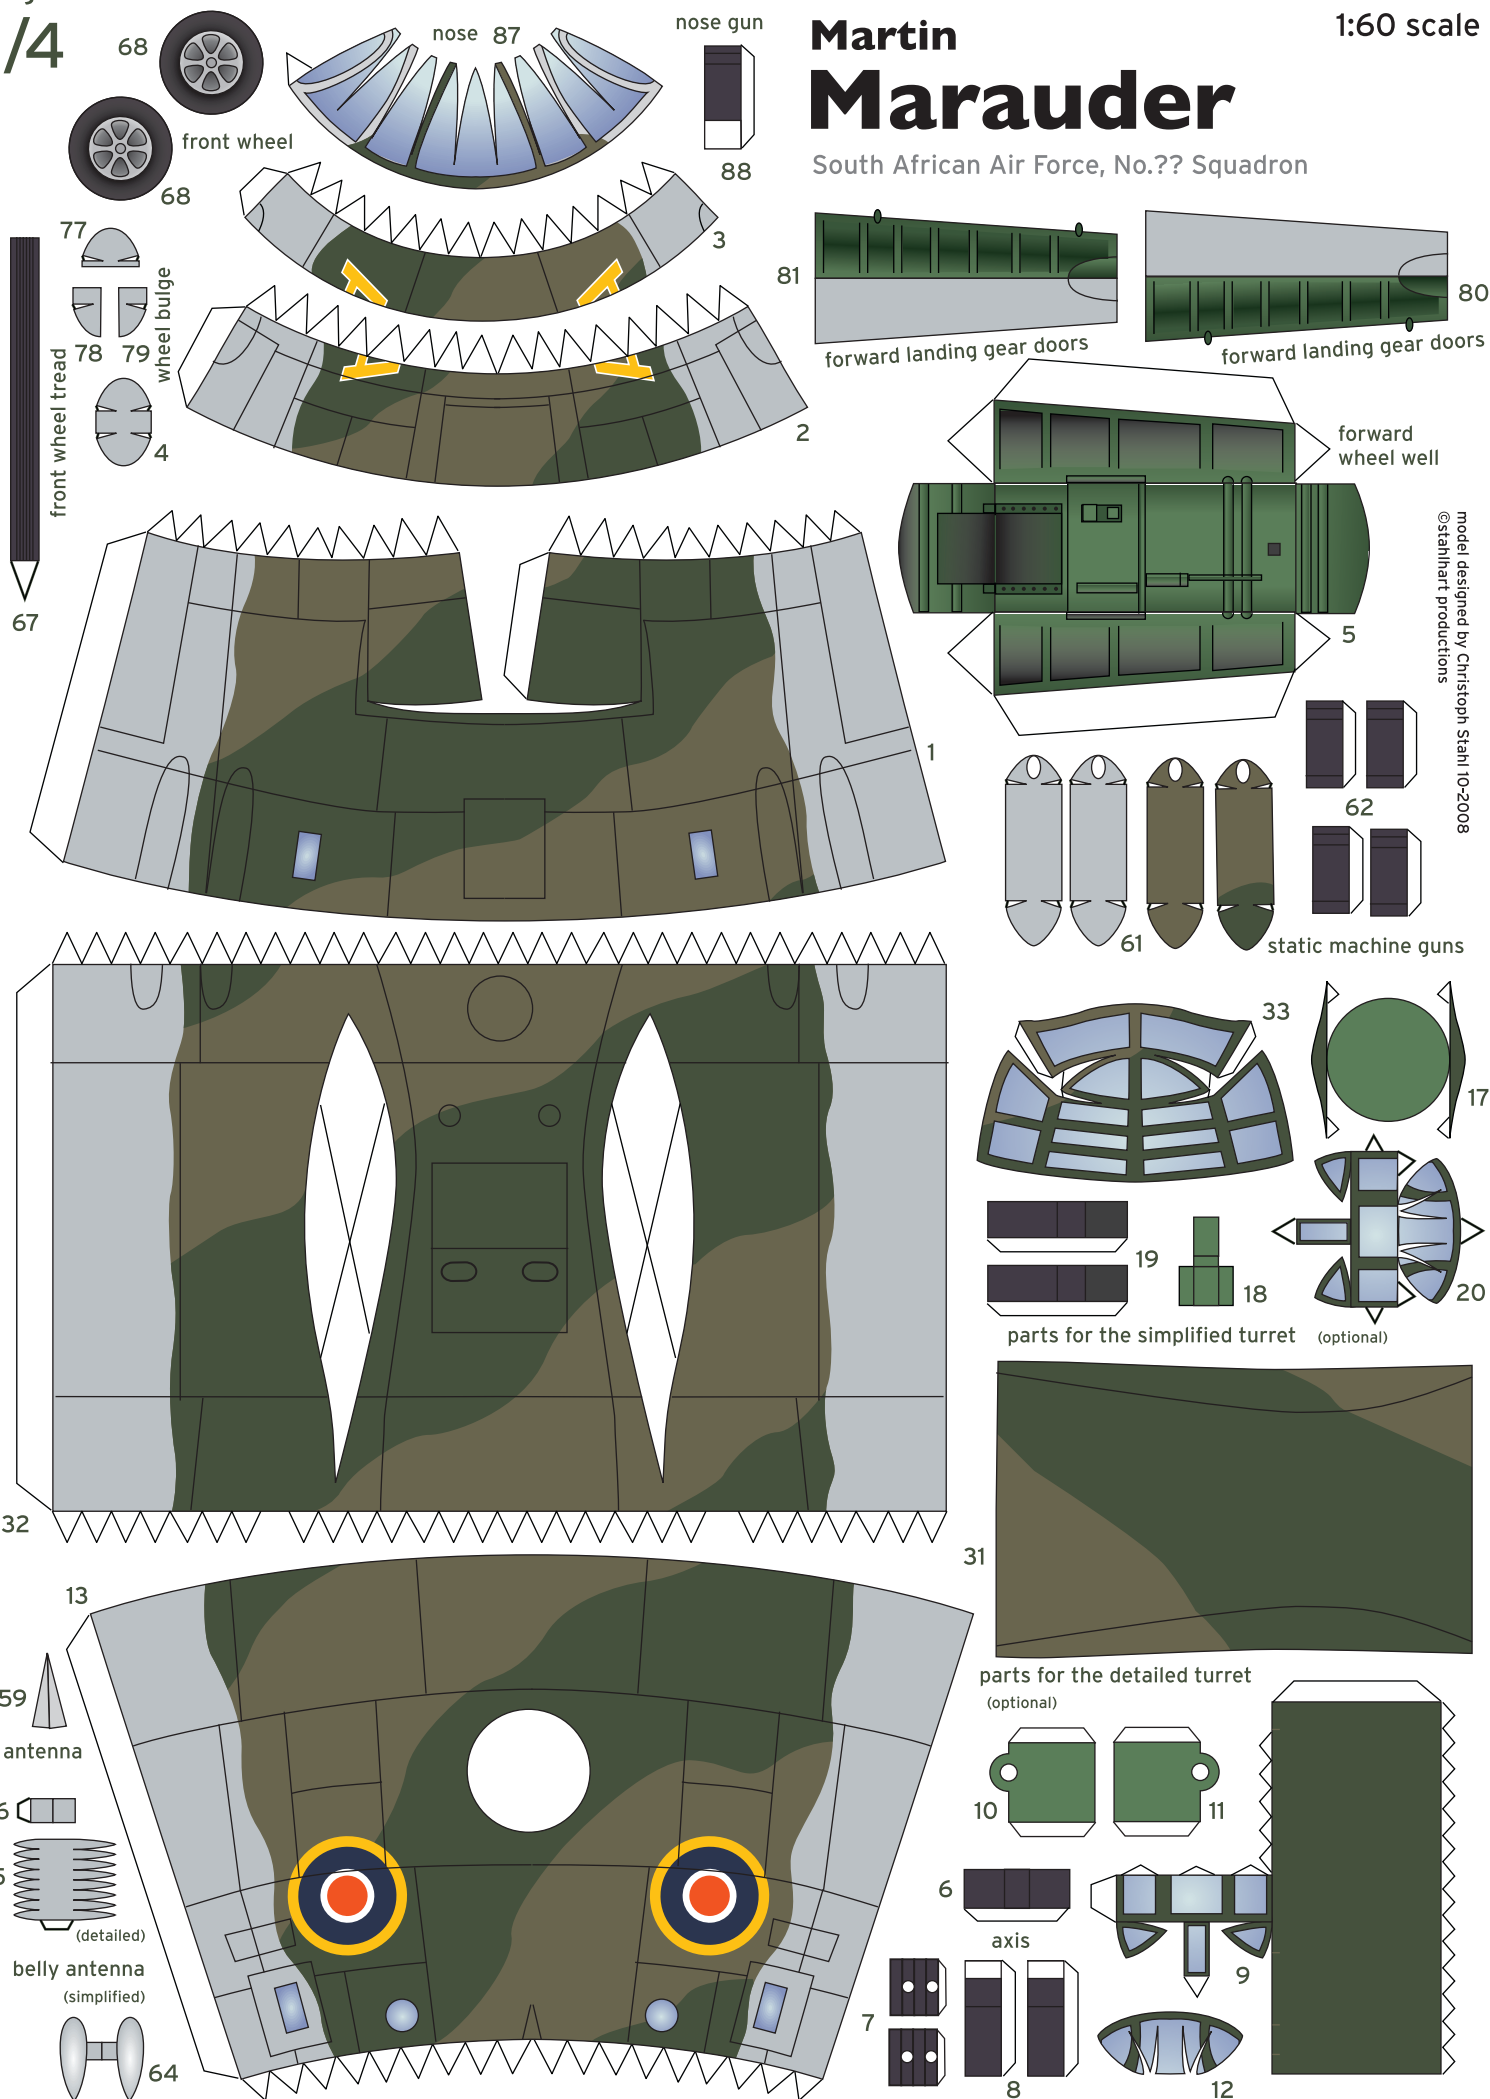 /4
68
nose 87
nose gun
Martin
Marauder
1:60 scale
South African Air Force, No.?? Squadron
front wheel
68
88
77
3
wheel bulge
78 79
front wheel tread
4
2
67
81
80
forward landing gear doors
forward landing gear doors
forward
wheel well
5
model designed by Christoph Stahl 10-2008
©stahlhart productions
1
62
61
static machine guns
33
17
19
18
20
parts for the simplified turret (optional)
32
31
13
59
antenna
parts for the detailed turret
(optional)
10
11
6
axis
9
7
8
12
(detailed)
belly antenna
(simplified)
64
A
A